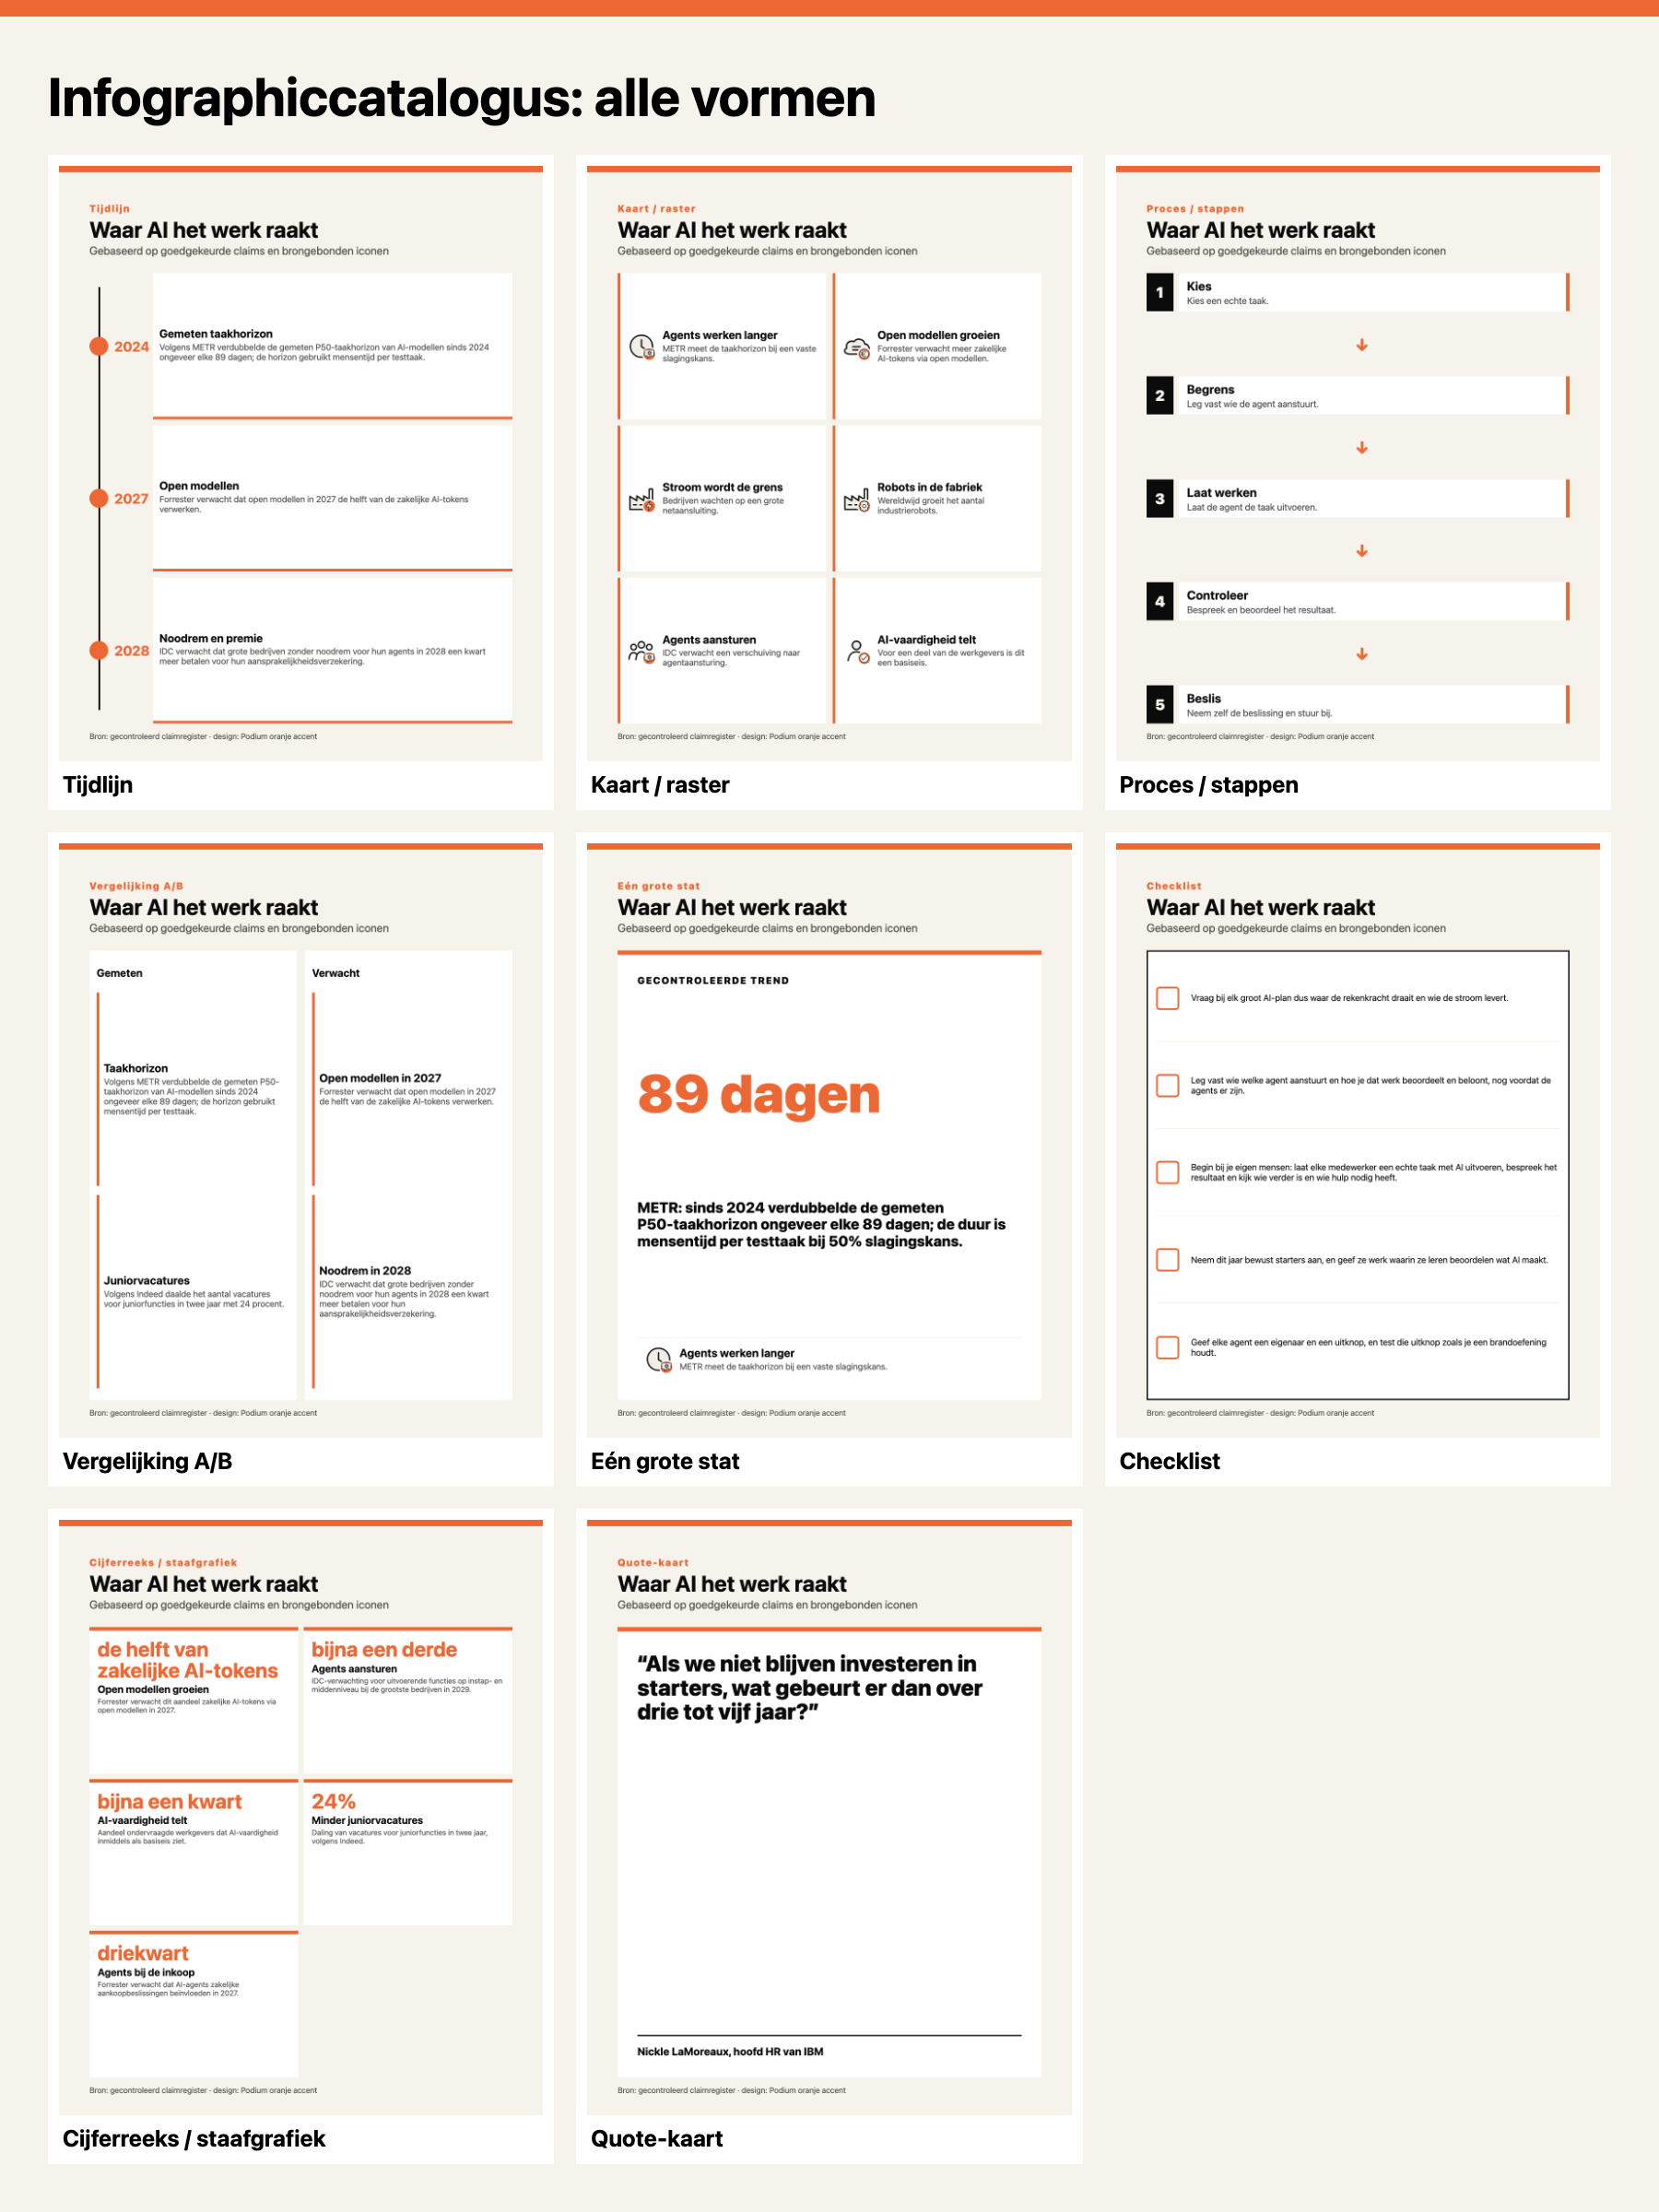 Infographiccatalogus: alle vormen
Tijdlijn
Waar AI het werk raakt
Gebaseerd op goedgekeurde claims en brongebonden iconen
2024
Gemeten taakhorizon
Volgens METR verdubbelde de gemeten P50-taakhorizon van AI-modellen sinds 2024
ongeveer elke 89 dagen; de horizon gebruikt mensentijd per testtaak.
2027
Open modellen
Forrester verwacht dat open modellen in 2027 de helft van de zakelijke AI-tokens
verwerken.
2028
Noodrem en premie
IDC verwacht dat grote bedrijven zonder noodrem voor hun agents in 2028 een kwart
meer betalen voor hun aansprakelijkheidsverzekering.
Bron: gecontroleerd claimregister · design: Podium oranje accent
Tijdlijn
Kaart / raster
Waar AI het werk raakt
Gebaseerd op goedgekeurde claims en brongebonden iconen
Agents werken langer
METR meet de taakhorizon bij een vaste
slagingskans.
Open modellen groeien
Forrester verwacht meer zakelijke
AI-tokens via open modellen.
Stroom wordt de grens
Bedrijven wachten op een grote
netaansluiting.
Robots in de fabriek
Wereldwijd groeit het aantal
industrierobots.
Agents aansturen
IDC verwacht een verschuiving naar
agentaansturing.
AI-vaardigheid telt
Voor een deel van de werkgevers is dit
een basiseis.
Bron: gecontroleerd claimregister · design: Podium oranje accent
Kaart / raster
Proces / stappen
Waar AI het werk raakt
Gebaseerd op goedgekeurde claims en brongebonden iconen
1
Kies
Kies een echte taak.
2
Begrens
Leg vast wie de agent aanstuurt.
3
Laat werken
Laat de agent de taak uitvoeren.
4
Controleer
Bespreek en beoordeel het resultaat.
5
Beslis
Neem zelf de beslissing en stuur bij.
Bron: gecontroleerd claimregister · design: Podium oranje accent
Proces / stappen
Vergelijking A/B
Waar AI het werk raakt
Gebaseerd op goedgekeurde claims en brongebonden iconen
Gemeten
Taakhorizon
Volgens METR verdubbelde de gemeten P50-
taakhorizon van AI-modellen sinds 2024
ongeveer elke 89 dagen; de horizon gebruikt
mensentijd per testtaak.
Juniorvacatures
Volgens Indeed daalde het aantal vacatures
voor juniorfuncties in twee jaar met 24 procent.
Verwacht
Open modellen in 2027
Forrester verwacht dat open modellen in 2027
de helft van de zakelijke AI-tokens verwerken.
Noodrem in 2028
IDC verwacht dat grote bedrijven zonder
noodrem voor hun agents in 2028 een kwart
meer betalen voor hun
aansprakelijkheidsverzekering.
Bron: gecontroleerd claimregister · design: Podium oranje accent
Vergelijking A/B
Eén grote stat
Waar AI het werk raakt
Gebaseerd op goedgekeurde claims en brongebonden iconen
GECONTROLEERDE TREND
89 dagen
METR: sinds 2024 verdubbelde de gemeten
P50-taakhorizon ongeveer elke 89 dagen; de duur is
mensentijd per testtaak bij 50% slagingskans.
Agents werken langer
METR meet de taakhorizon bij een vaste slagingskans.
Bron: gecontroleerd claimregister · design: Podium oranje accent
Eén grote stat
Checklist
Waar AI het werk raakt
Gebaseerd op goedgekeurde claims en brongebonden iconen
Vraag bij elk groot AI-plan dus waar de rekenkracht draait en wie de stroom levert.
Leg vast wie welke agent aanstuurt en hoe je dat werk beoordeelt en beloont, nog voordat de
agents er zijn.
Begin bij je eigen mensen: laat elke medewerker een echte taak met AI uitvoeren, bespreek het
resultaat en kijk wie verder is en wie hulp nodig heeft.
Neem dit jaar bewust starters aan, en geef ze werk waarin ze leren beoordelen wat AI maakt.
Geef elke agent een eigenaar en een uitknop, en test die uitknop zoals je een brandoefening
houdt.
Bron: gecontroleerd claimregister · design: Podium oranje accent
Checklist
Cijferreeks / staafgrafiek
Waar AI het werk raakt
Gebaseerd op goedgekeurde claims en brongebonden iconen
de helft van
zakelijke AI-tokens
Open modellen groeien
Forrester verwacht dit aandeel zakelijke AI-tokens via
open modellen in 2027.
bijna een derde
Agents aansturen
IDC-verwachting voor uitvoerende functies op instap- en
middenniveau bij de grootste bedrijven in 2029.
bijna een kwart
AI-vaardigheid telt
Aandeel ondervraagde werkgevers dat AI-vaardigheid
inmiddels als basiseis ziet.
24%
Minder juniorvacatures
Daling van vacatures voor juniorfuncties in twee jaar,
volgens Indeed.
driekwart
Agents bij de inkoop
Forrester verwacht dat AI-agents zakelijke
aankoopbeslissingen beïnvloeden in 2027.
Bron: gecontroleerd claimregister · design: Podium oranje accent
Cijferreeks / staafgrafiek
Quote-kaart
Waar AI het werk raakt
Gebaseerd op goedgekeurde claims en brongebonden iconen
“Als we niet blijven investeren in
starters, wat gebeurt er dan over
drie tot vijf jaar?”
Nickle LaMoreaux, hoofd HR van IBM
Bron: gecontroleerd claimregister · design: Podium oranje accent
Quote-kaart